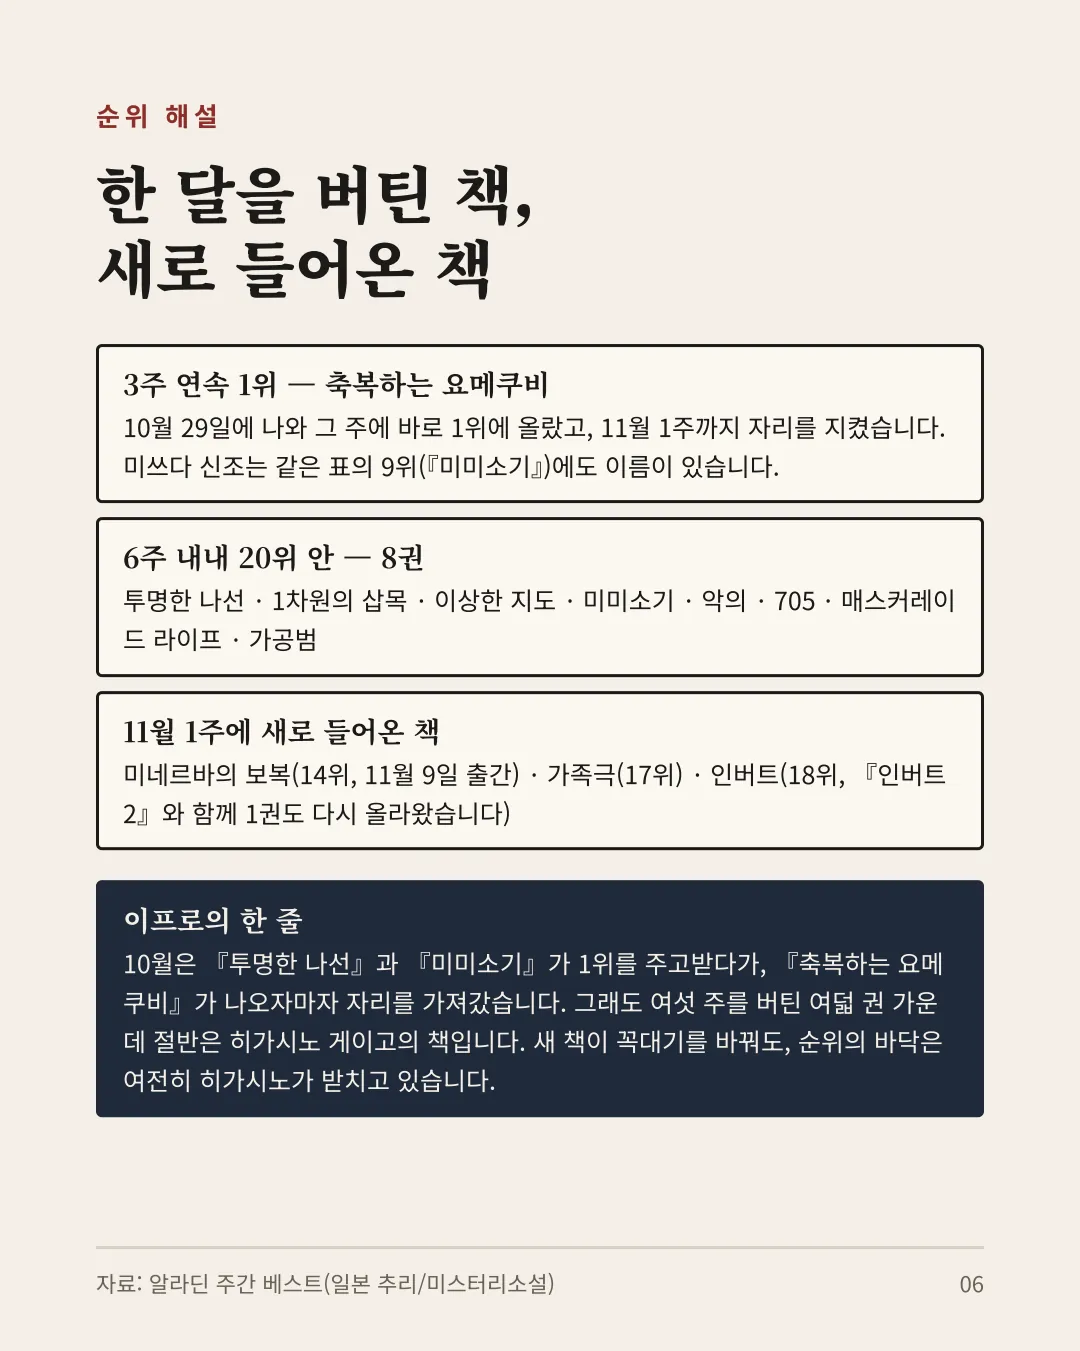 순위 해설
한 달을 버틴 책,
새로 들어온 책
3주 연속 1위 — 축복하는 요메쿠비
10월 29일에 나와 그 주에 바로 1위에 올랐고, 11월 1주까지 자리를 지켰습니다.
미쓰다 신조는 같은 표의 9위(『미미소기』)에도 이름이 있습니다.
6주 내내 20위 안 — 8권
투명한 나선 · 1차원의 삽목 · 이상한 지도 · 미미소기 · 악의 · 705 · 매스커레이
드 라이프 · 가공범
11월 1주에 새로 들어온 책
미네르바의 보복(14위, 11월 9일 출간) · 가족극(17위) · 인버트(18위, 『인버트
2』와 함께 1권도 다시 올라왔습니다)
이프로의 한 줄
10월은 『투명한 나선』과 『미미소기』가 1위를 주고받다가, 『축복하는 요메
쿠비』가 나오자마자 자리를 가져갔습니다. 그래도 여섯 주를 버틴 여덟 권 가운
데 절반은 히가시노 게이고의 책입니다. 새 책이 꼭대기를 바꿔도, 순위의 바닥은
여전히 히가시노가 받치고 있습니다.
자료: 알라딘 주간 베스트(일본 추리/미스터리소설)
06